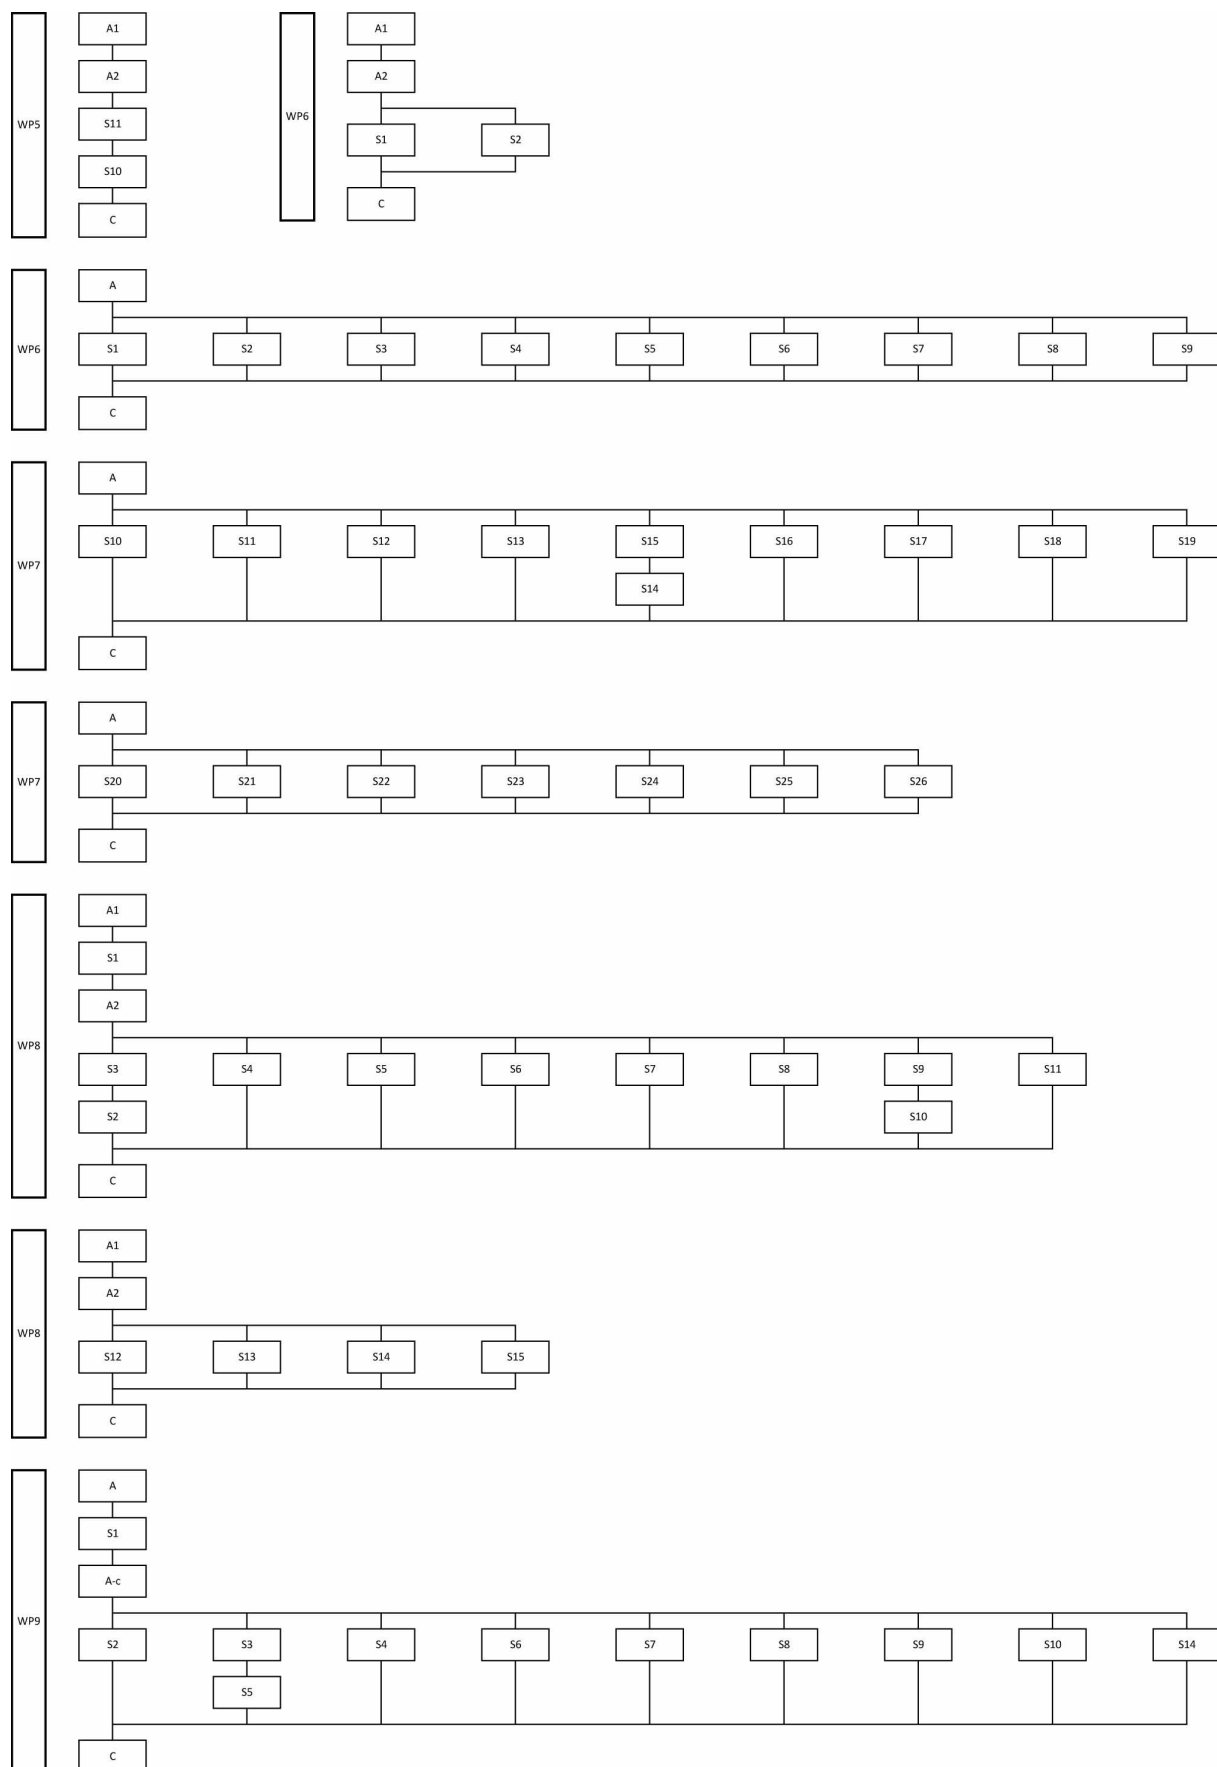 WP5
A1
A2
S11
S10
C
WP6
A1
A2
S1 S2
C
WP6
A
S1 S2 S3 S4 S5 S6 S7 S8 S9
C
WP7
A
S10 S11 S12 S13 S15 S16 S17 S18 S19
S14
C
WP7
A
S20 S21 S22 S23 S24 S25 S26
C
WP8
A1
S1
A2
S3 S4 S5 S6 S7 S8 S9 S11
S2 S10
C
WP8
A1
A2
S12 S13 S14 S15
C
WP9
A
S1
A-c
S2 S3 S4 S6 S7 S8 S9 S10 S14
S5
C